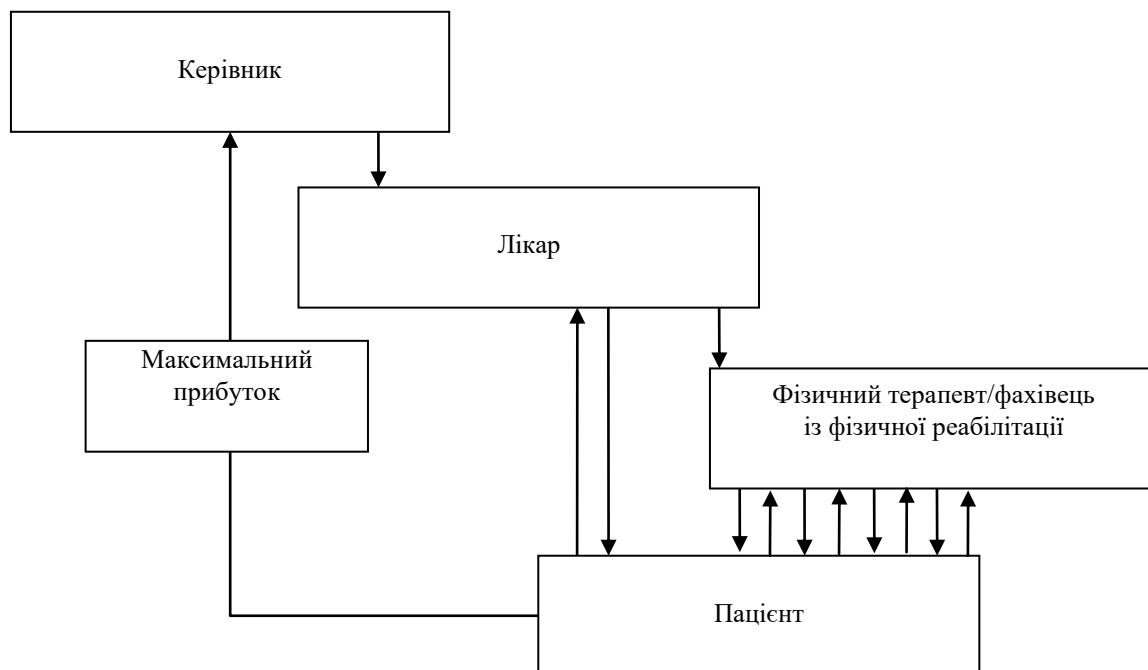 Керівник
Лікар
Максимальний
прибуток
Фізичний терапевт/фахівець
із фізичної реабілітації
Пацієнт